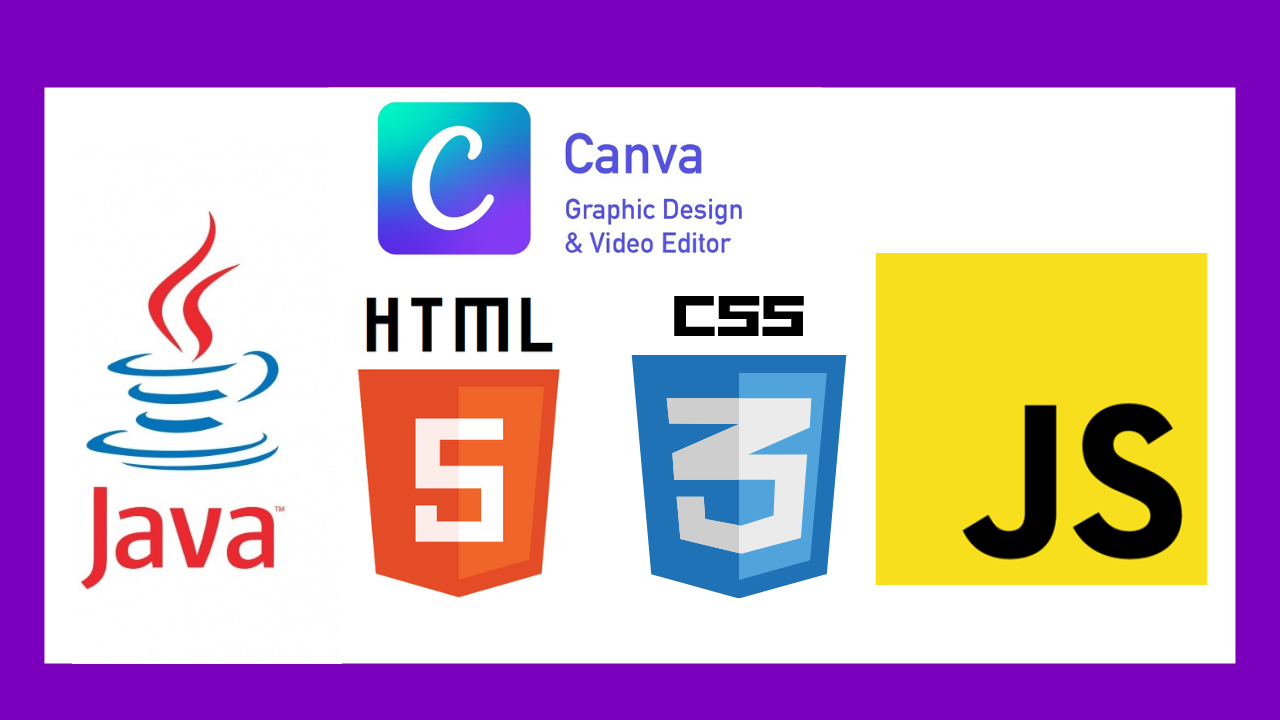 C
Canva
Graphic Design
& Video Editor
HTML
5
CSS
3
Java™
JS